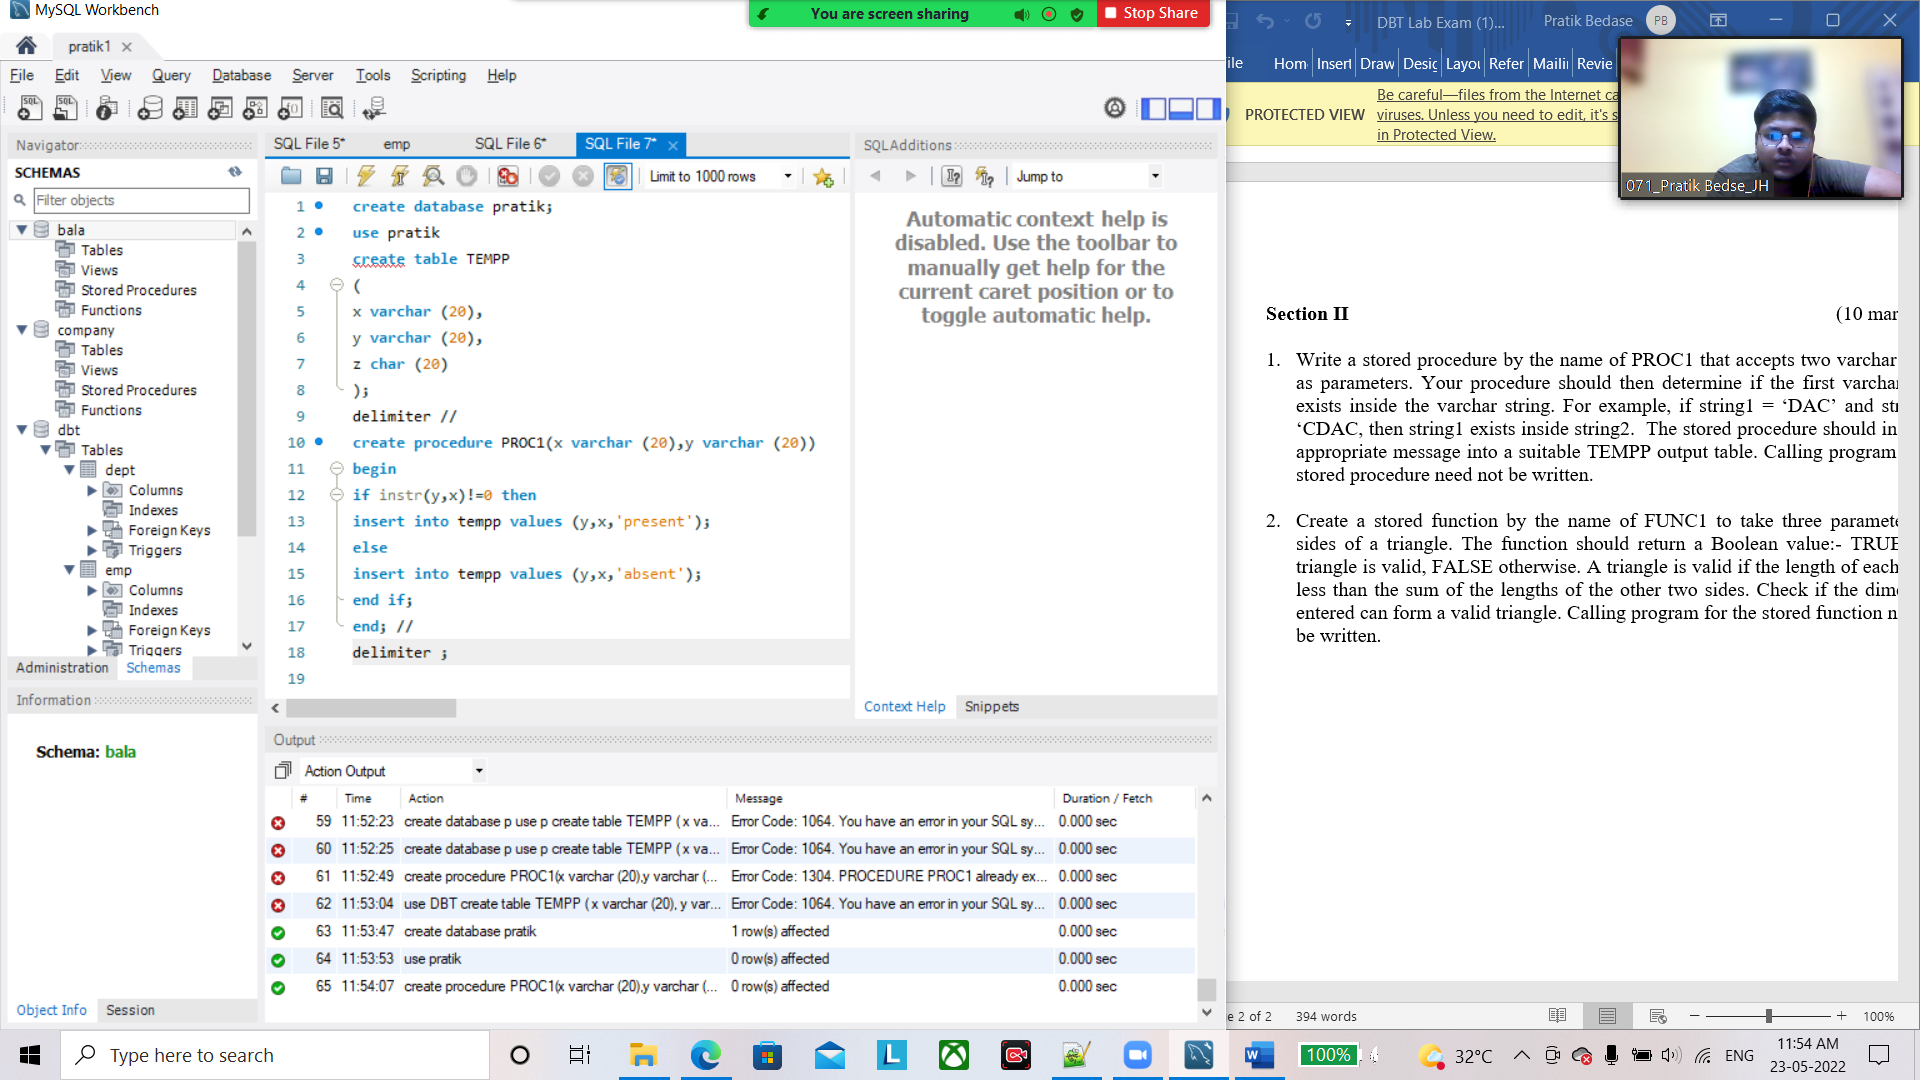 MySQL Workbench
You are screen sharing
Stop Share
pratik1
File Edit View Query Database Server Tools Scripting Help
Navigator
SCHEMAS
Filter objects
bala
Tables
Views
Stored Procedures
Functions
company
Tables
Views
Stored Procedures
Functions
dbt
Tables
dept
Columns
Indexes
Foreign Keys
Triggers
emp
Columns
Indexes
Foreign Keys
Triggers
Administration Schemas
Information
Schema: bala
Object Info Session
SQL File 5* emp SQL File 6* SQL File 7*
Limit to 1000 rows
1 create database pratik;
2 use pratik
3 create table TEMPP
4 (
5 x varchar (20),
6 y varchar (20),
7 z char (20)
8 );
9 delimiter //
10 create procedure PROC1(x varchar (20),y varchar (20))
11 begin
12 if instr(y,x)!=0 then
13 insert into tempp values (y,x,'present');
14 else
15 insert into tempp values (y,x,'absent');
16 end if;
17 end; //
18 delimiter ;
19
SQLAdditions
Jump to
Automatic context help is
disabled. Use the toolbar to
manually get help for the
current caret position or to
toggle automatic help.
Context Help Snippets
Output
Action Output
# Time Action Message Duration / Fetch
59 11:52:23 create database p use p create table TEMPP ( x va... Error Code: 1064. You have an error in your SQL sy... 0.000 sec
60 11:52:25 create database p use p create table TEMPP ( x va... Error Code: 1064. You have an error in your SQL sy... 0.000 sec
61 11:52:49 create procedure PROC1(x varchar (20),y varchar (... Error Code: 1304. PROCEDURE PROC1 already ex... 0.000 sec
62 11:53:04 use DBT create table TEMPP ( x varchar (20), y var... Error Code: 1064. You have an error in your SQL sy... 0.000 sec
63 11:53:47 create database pratik 1 row(s) affected 0.000 sec
64 11:53:53 use pratik 0 row(s) affected 0.000 sec
65 11:54:07 create procedure PROC1(x varchar (20),y varchar (... 0 row(s) affected 0.000 sec
DBT Lab Exam (1)... Pratik Bedase PB
ile Hom Insert Draw Desig Layou Refer Mailin Revie
PROTECTED VIEW
Be careful—files from the Internet ca
viruses. Unless you need to edit, it's s
in Protected View.
071_Pratik Bedse_JH
Section II (10 mar
1. Write a stored procedure by the name of PROC1 that accepts two varchar
as parameters. Your procedure should then determine if the first varcha
exists inside the varchar string. For example, if string1 = ‘DAC’ and str
‘CDAC, then string1 exists inside string2. The stored procedure should in
appropriate message into a suitable TEMPP output table. Calling program
stored procedure need not be written.
2. Create a stored function by the name of FUNC1 to take three paramete
sides of a triangle. The function should return a Boolean value:- TRUE
triangle is valid, FALSE otherwise. A triangle is valid if the length of each
less than the sum of the lengths of the other two sides. Check if the dime
entered can form a valid triangle. Calling program for the stored function n
be written.
e 2 of 2 394 words 100%
Type here to search
100% 32°C ENG 11:54 AM
23-05-2022